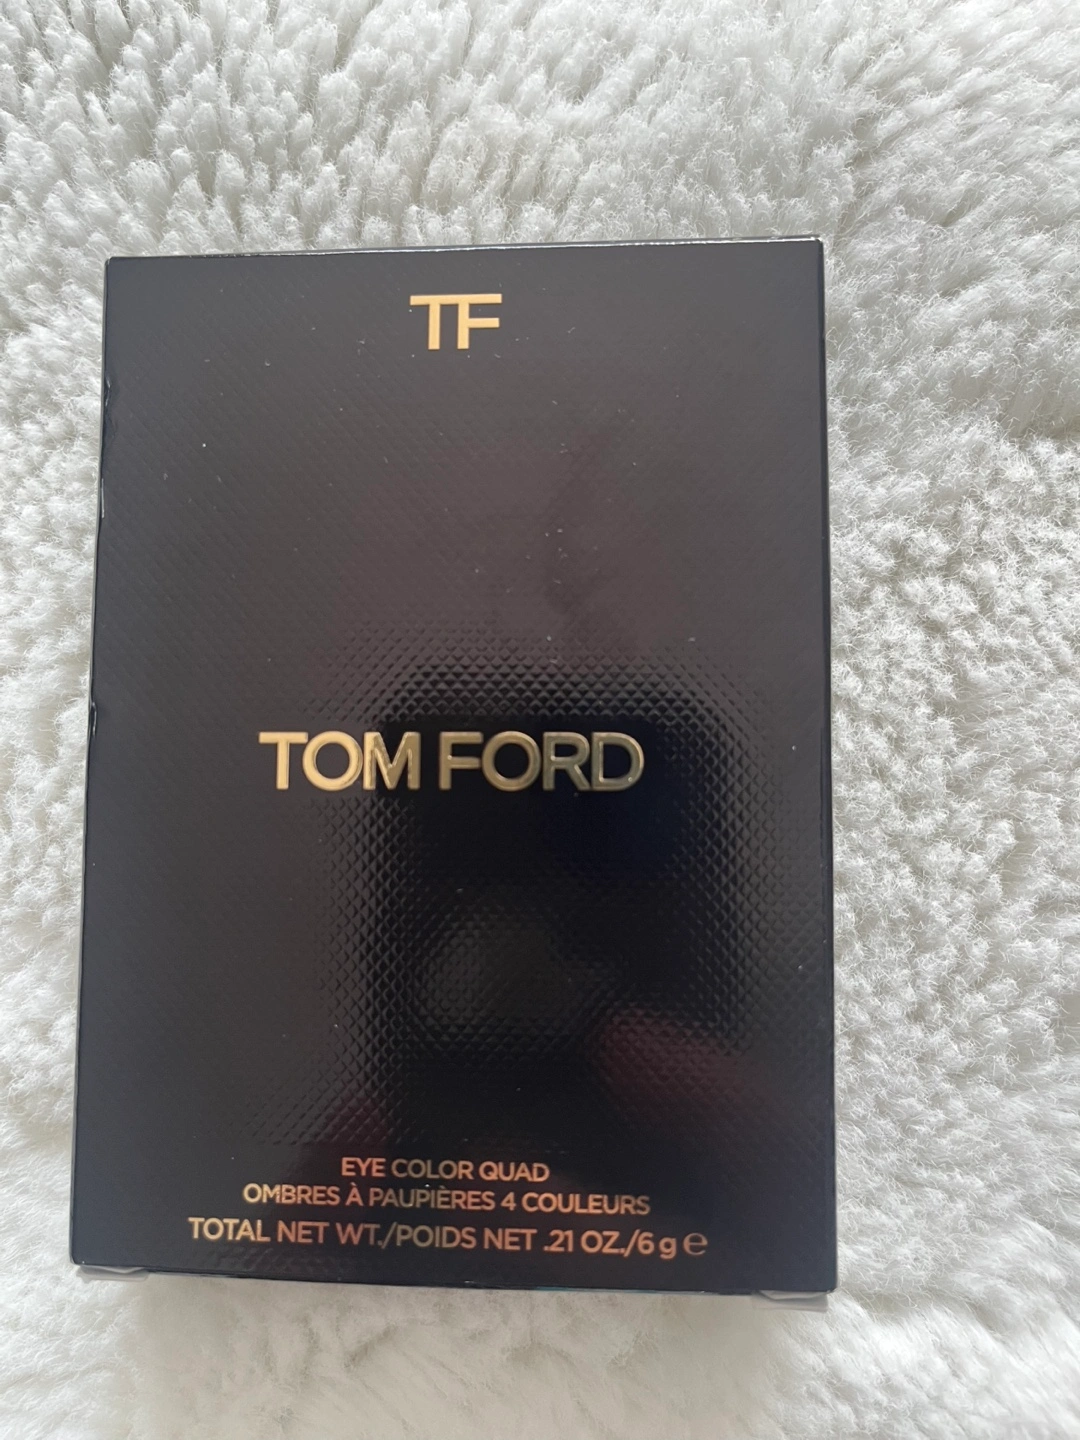 TF
TOM FORD
EYE COLOR QUAD
OMBRES À PAUPIÈRES 4 COULEURS
TOTAL NET WT./POIDS NET .21 OZ./6 g ℮